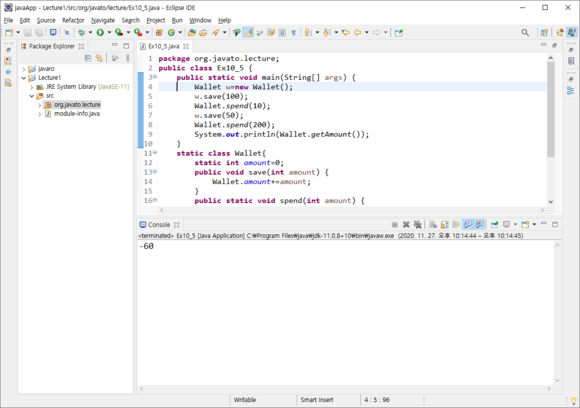 javaApp - Lecture1/src/org/javato/lecture/Ex10_5.java - Eclipse IDE
File Edit Source Refactor Navigate Search Project Run Window Help
Package Explorer
javaro
Lecture1
JRE System Library [JavaSE-11]
src
org.javato.lecture
module-info.java
Ex10_5.java
1 package org.javato.lecture;
2 public class Ex10_5 {
3 public static void main(String[] args) {
4 Wallet w=new Wallet();
5 w.save(100);
6 Wallet.spend(10);
7 w.save(50);
8 Wallet.spend(200);
9 System.out.println(Wallet.getAmount());
10 }
11 static class Wallet{
12 static int amount=0;
13 public void save(int amount) {
14 Wallet.amount+=amount;
15 }
16 public static void spend(int amount) {
Console
<terminated> Ex10_5 [Java Application] C:₩Program Files₩java₩jdk-11.0.8+10₩bin₩javaw.exe (2020. 11. 27. 오후 10:14:44 – 오후 10:14:45)
-60
Writable Smart Insert 4 : 5 : 96